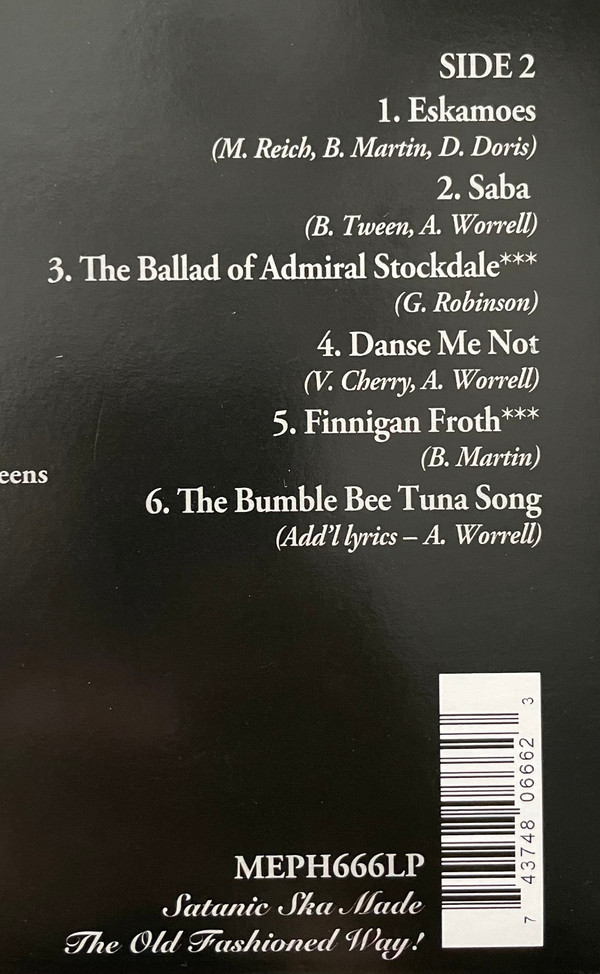 SIDE 2
1. Eskamoes
(M. Reich, B. Martin, D. Doris)
2. Saba
(B. Tween, A. Worrell)
3. The Ballad of Admiral Stockdale***
(G. Robinson)
4. Danse Me Not
(V. Cherry, A. Worrell)
5. Finnigan Froth***
(B. Martin)
eens
6. The Bumble Bee Tuna Song
(Add'l lyrics – A. Worrell)
7 43748 06662 3
MEPH666LP
Satanic Ska Made
The Old Fashioned Way!